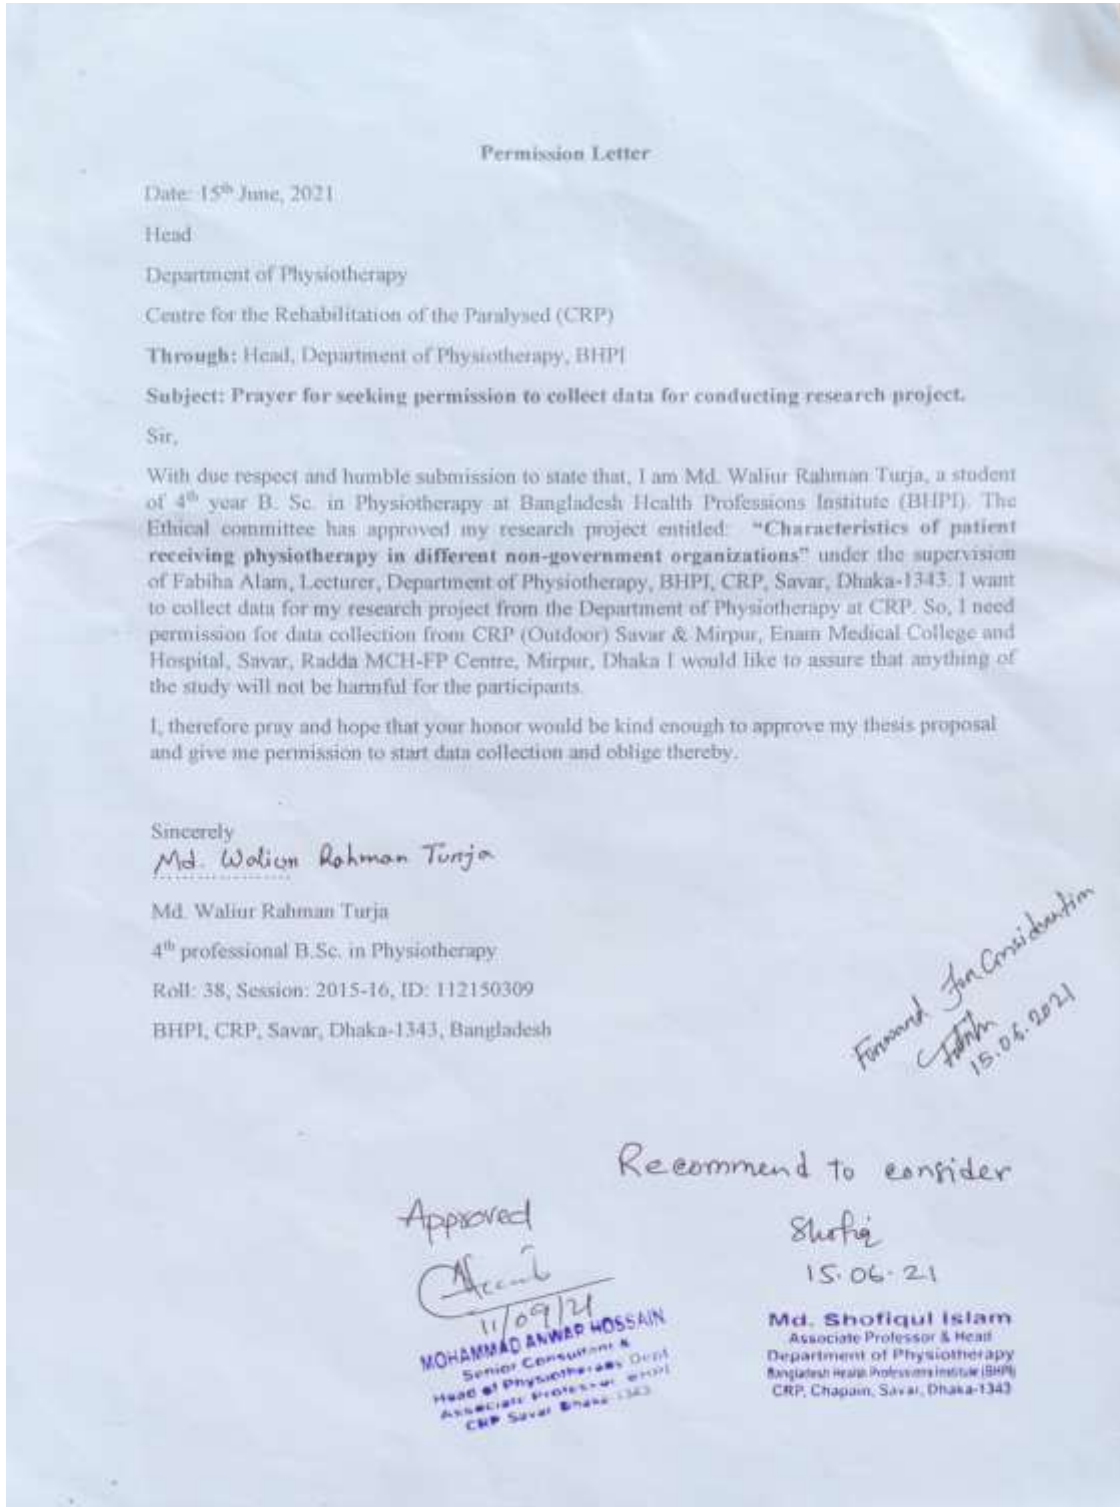 Permission Letter
Date: 15th June, 2021
Head
Department of Physiotherapy
Centre for the Rehabilitation of the Paralysed (CRP)
Through: Head, Department of Physiotherapy, BHPI
Subject: Prayer for seeking permission to collect data for conducting research project.
Sir,
With due respect and humble submission to state that, I am Md. Waliur Rahman Turja, a student
of 4th year B. Sc. in Physiotherapy at Bangladesh Health Professions Institute (BHPI). The
Ethical committee has approved my research project entitled: “Characteristics of patient
receiving physiotherapy in different non-government organizations” under the supervision
of Fabiha Alam, Lecturer, Department of Physiotherapy, BHPI, CRP, Savar, Dhaka-1343. I want
to collect data for my research project from the Department of Physiotherapy at CRP. So, I need
permission for data collection from CRP (Outdoor) Savar & Mirpur, Enam Medical College and
Hospital, Savar, Radda MCH-FP Centre, Mirpur, Dhaka I would like to assure that anything of
the study will not be harmful for the participants.
I, therefore pray and hope that your honor would be kind enough to approve my thesis proposal
and give me permission to start data collection and oblige thereby.
Sincerely
Md. Waliur Rahman Turja
Md. Waliur Rahman Turja
4th professional B.Sc. in Physiotherapy
Roll: 38, Session: 2015-16, ID: 112150309
BHPI, CRP, Savar, Dhaka-1343, Bangladesh
Forward for Consideration
15.06.2021
Recommend to consider
Shofiq
15.06.21
Md. Shofiqul Islam
Associate Professor & Head
Department of Physiotherapy
Bangladesh Health Professions Institute (BHPI)
CRP, Chapain, Savar, Dhaka-1343
Approved
11/09/21
MOHAMMAD ANWAR HOSSAIN
Senior Consultant &
Head of Physiotherapy Dept
Associate Professor BHPI
CRP Savar Dhaka-1343